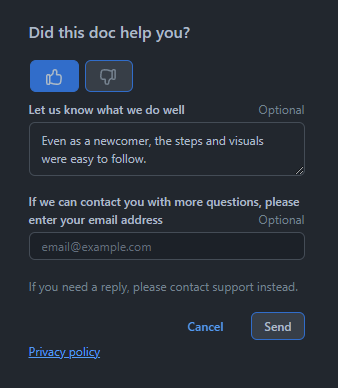 Did this doc help you?
Let us know what we do well Optional
Even as a newcomer, the steps and visuals
were easy to follow.
If we can contact you with more questions, please
enter your email address Optional
email@example.com
If you need a reply, please contact support instead.
Cancel Send
Privacy policy